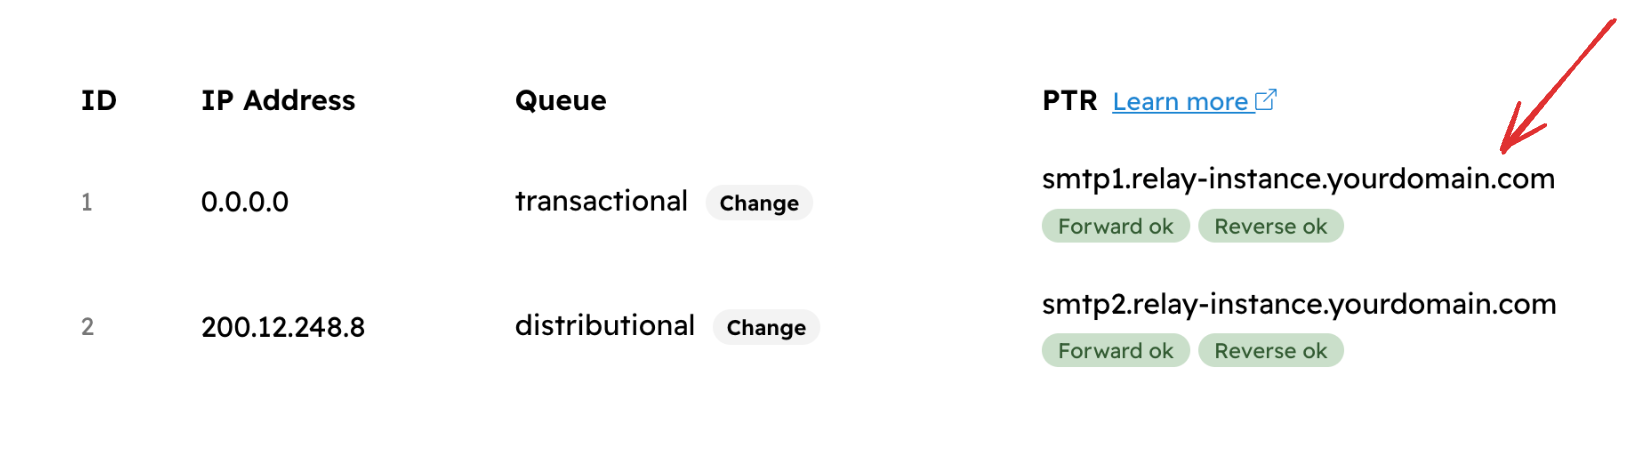 ID IP Address Queue PTR Learn more
1 0.0.0.0 transactional Change smtp1.relay-instance.yourdomain.com
Forward ok Reverse ok
2 200.12.248.8 distributional Change smtp2.relay-instance.yourdomain.com
Forward ok Reverse ok